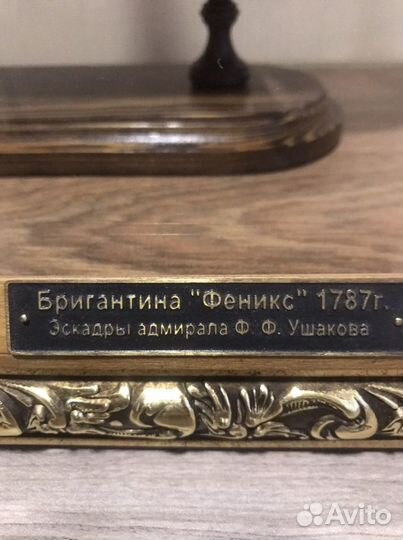 Бригантина "Феникс" 1787г.
Эскадры адмирала Ф. Ф. Ушакова
Avito